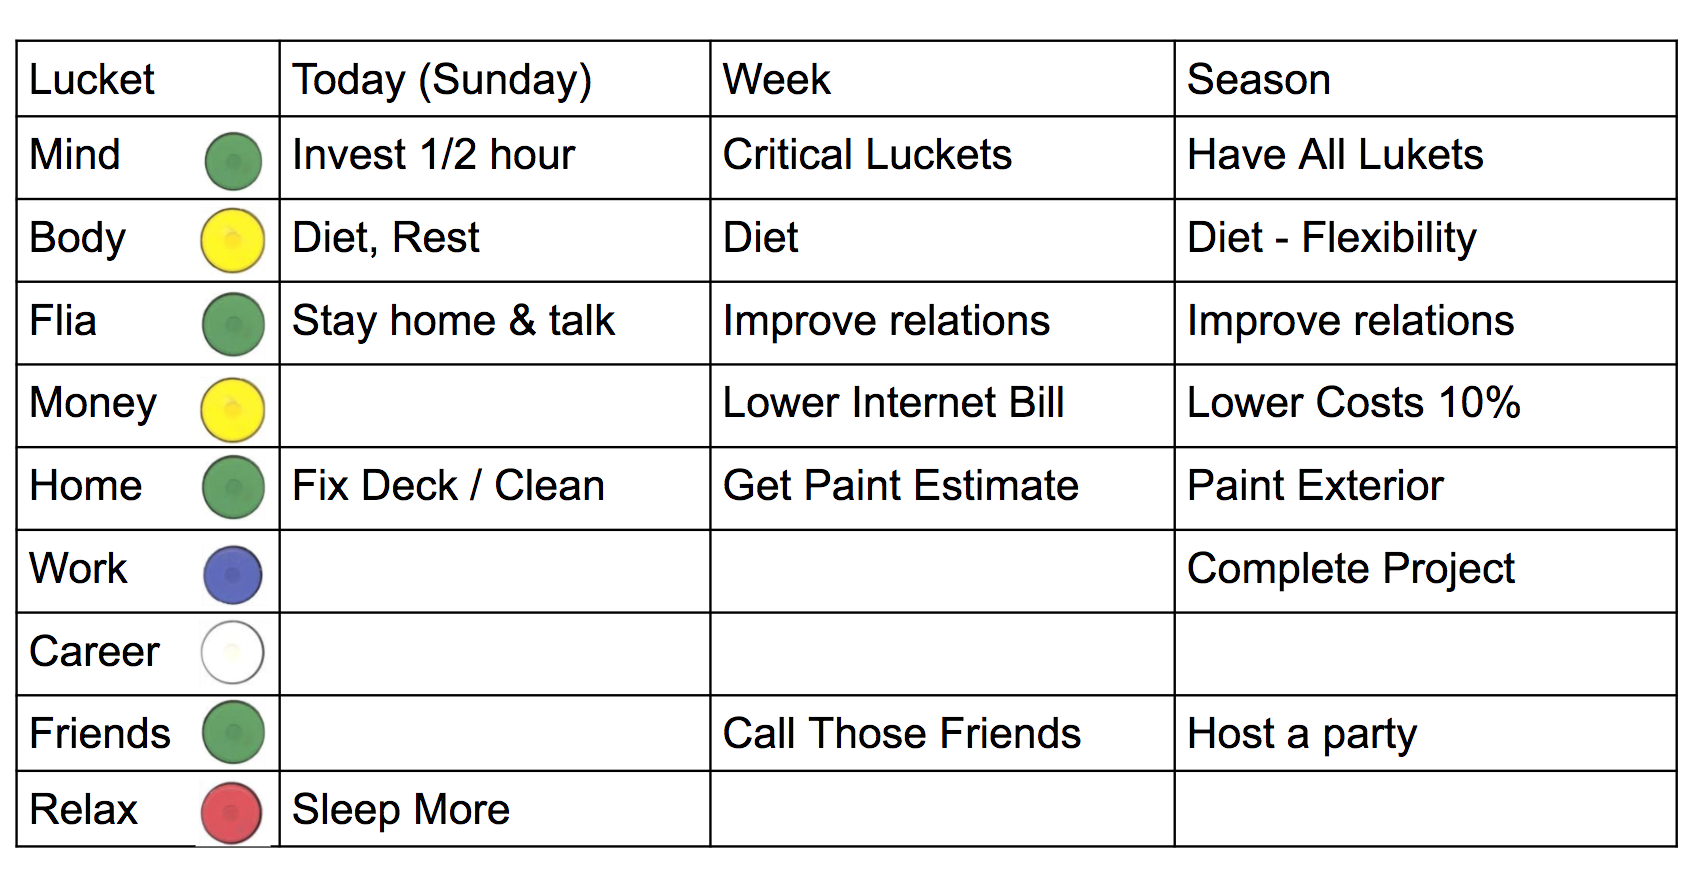 Lucket Today (Sunday) Week Season
Mind Invest 1/2 hour Critical Luckets Have All Lukets
Body Diet, Rest Diet Diet - Flexibility
Flia Stay home & talk Improve relations Improve relations
Money Lower Internet Bill Lower Costs 10%
Home Fix Deck / Clean Get Paint Estimate Paint Exterior
Work Complete Project
Career
Friends Call Those Friends Host a party
Relax Sleep More